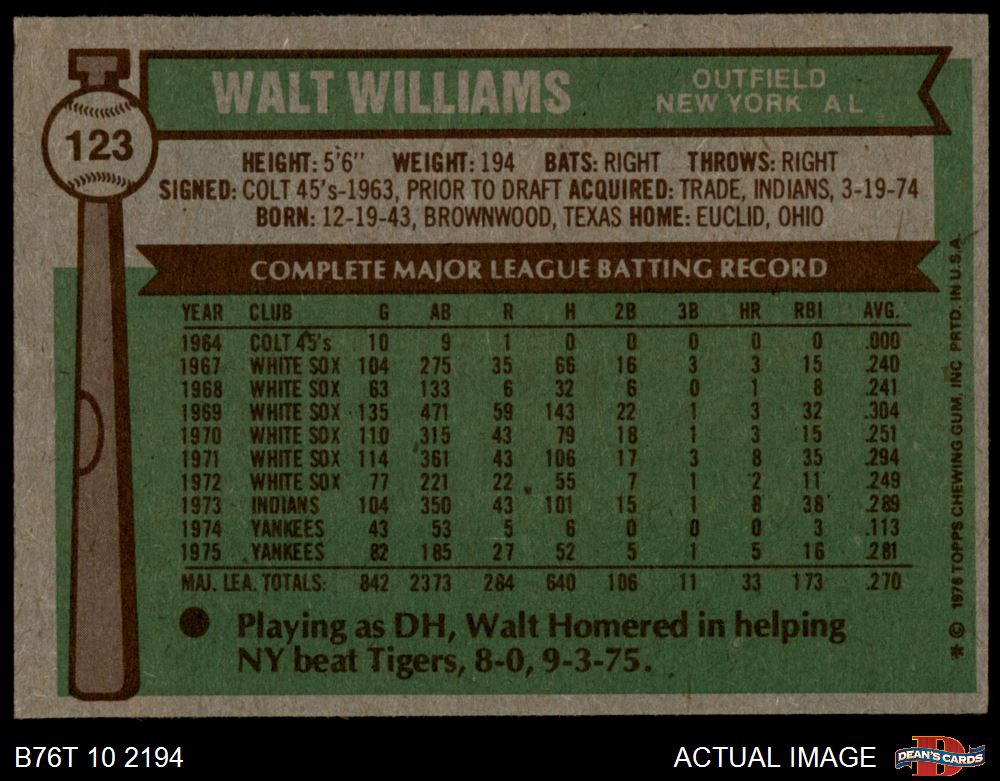 WALT WILLIAMS
OUTFIELD
NEW YORK A L
123
HEIGHT: 5'6" WEIGHT: 194 BATS: RIGHT THROWS: RIGHT
SIGNED: COLT 45's-1963, PRIOR TO DRAFT ACQUIRED: TRADE, INDIANS, 3-19-74
BORN: 12-19-43, BROWNWOOD, TEXAS HOME: EUCLID, OHIO
COMPLETE MAJOR LEAGUE BATTING RECORD
YEAR CLUB G AB R H 2B 3B HR RBI AVG.
1964 COLT 45's 10 9 1 0 0 0 0 0 .000
1967 WHITE SOX 104 275 35 66 16 3 3 15 .240
1968 WHITE SOX 63 133 6 32 6 0 1 8 .241
1969 WHITE SOX 135 471 59 143 22 1 3 32 .304
1970 WHITE SOX 110 315 43 79 18 1 3 15 .251
1971 WHITE SOX 114 361 43 106 17 3 8 35 .294
1972 WHITE SOX 77 221 22 55 7 1 2 11 .249
1973 INDIANS 104 350 43 101 15 1 8 38 .289
1974 YANKEES 43 53 5 6 0 0 0 3 .113
1975 YANKEES 82 185 27 52 5 1 5 16 .281
MAJ. LEA. TOTALS: 842 2373 284 640 106 11 33 173 .270
● Playing as DH, Walt Homered in helping
NY beat Tigers, 8-0, 9-3-75.
* © 1976 TOPPS CHEWING GUM, INC PRTD. IN U.S.A.
B76T 10 2194
ACTUAL IMAGE
D
DEAN'S CARDS